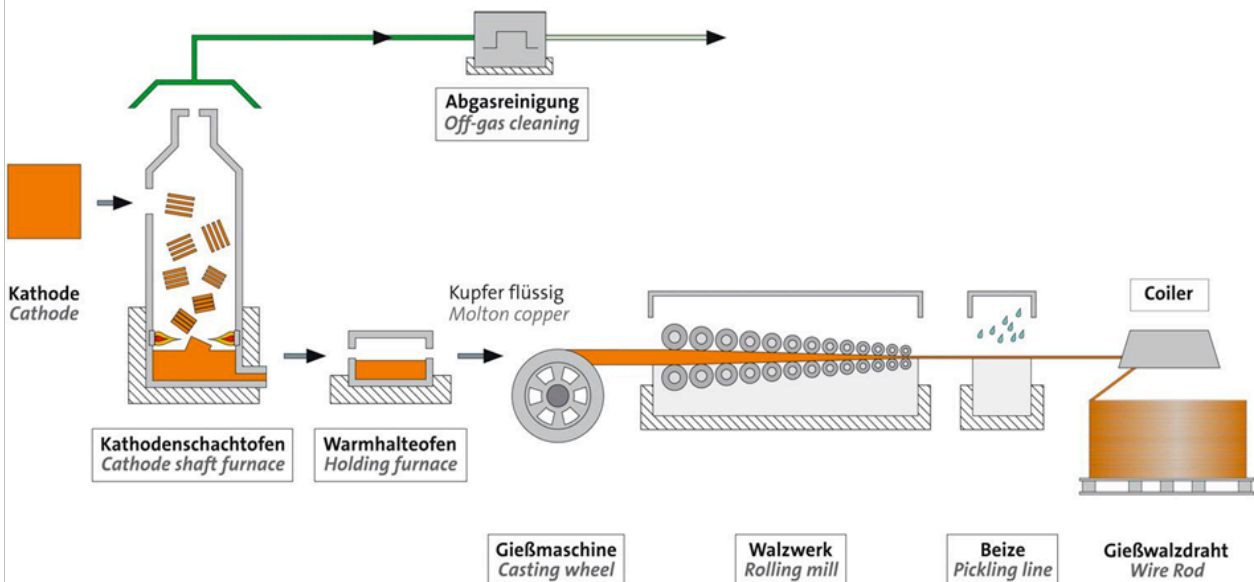 Abgasreinigung
Off-gas cleaning
Kathode
Cathode
Kupfer flüssig
Molton copper
Coiler
Kathodenschachtofen
Cathode shaft furnace
Warmhalteofen
Holding furnace
Gießmaschine
Casting wheel
Walzwerk
Rolling mill
Beize
Pickling line
Gießwalzdraht
Wire Rod